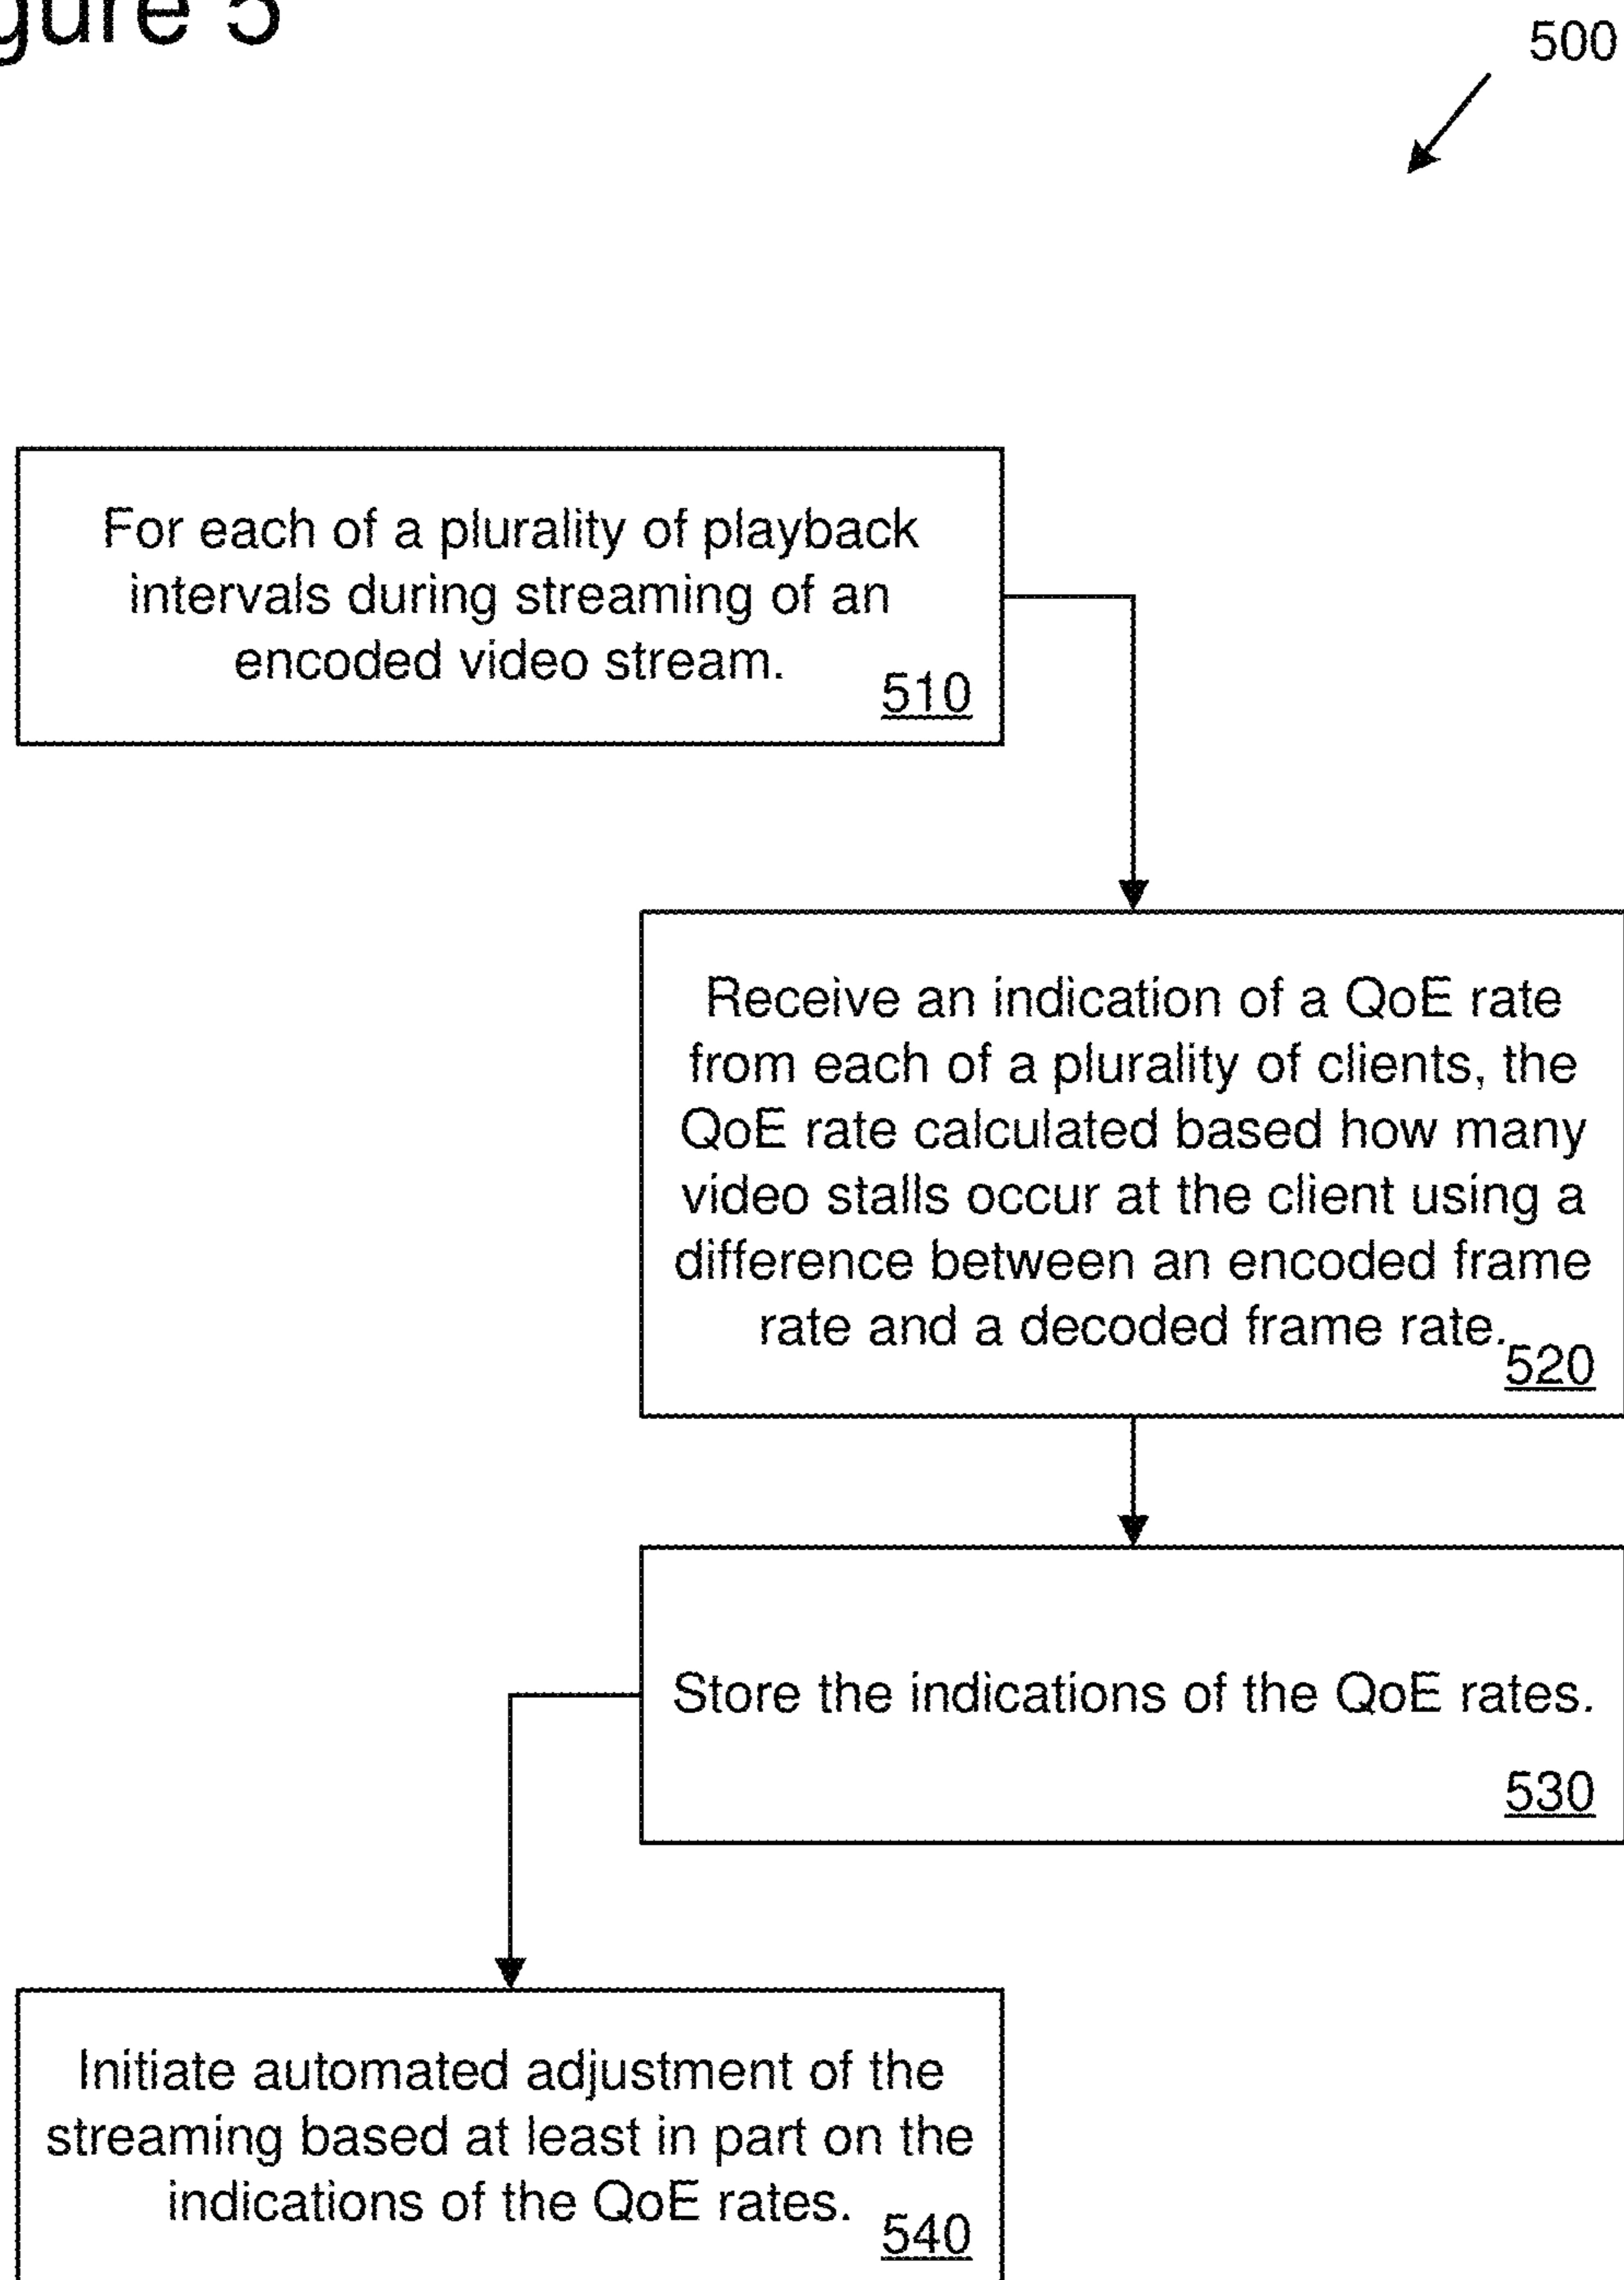 gure 5
500
For each of a plurality of playback
intervals during streaming of an
encoded video stream.
510
Receive an indication of a QoE rate
from each of a plurality of clients, the
QoE rate calculated based how many
video stalls occur at the client using a
difference between an encoded frame
rate and a decoded frame rate.
520
Store the indications of the QoE rates.
530
Initiate automated adjustment of the
streaming based at least in part on the
indications of the QoE rates.
540